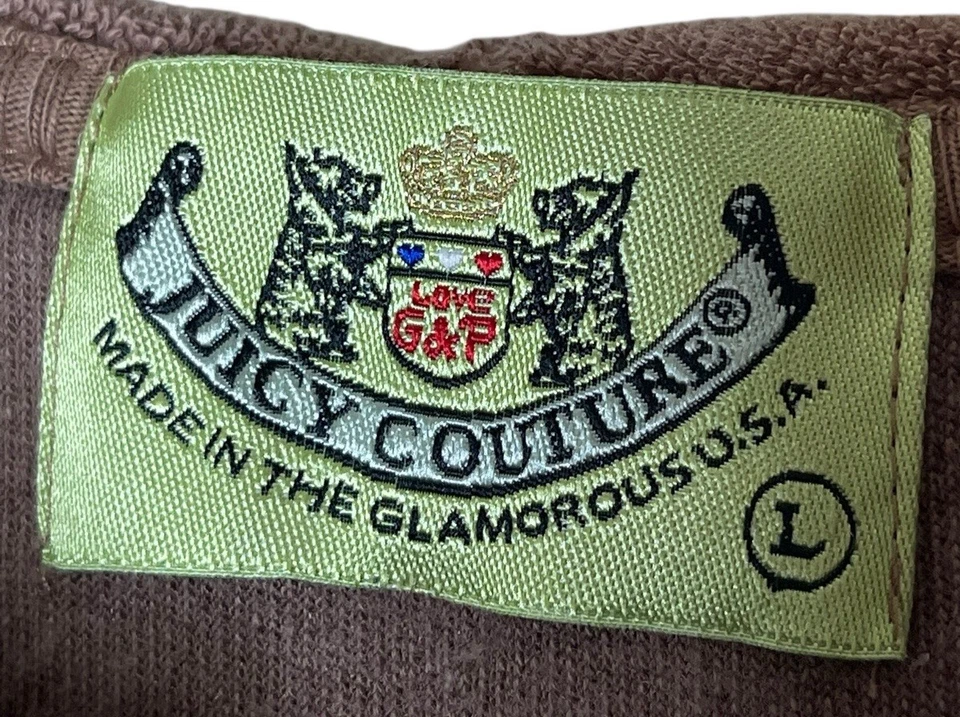 LOVE
G&P
JUICY COUTURE®
MADE IN THE GLAMOROUS U.S.A.
L